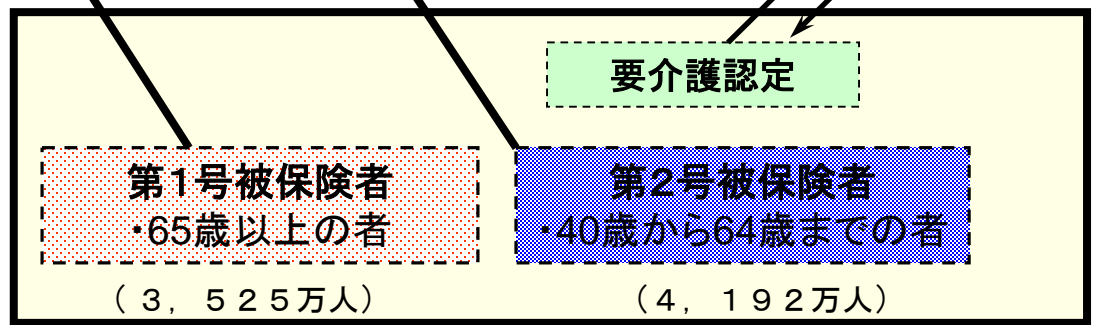 要介護認定
第1号被保険者
・65歳以上の者
第2号被保険者
・40歳から64歳までの者
（３，５２５万人）
（４，１９２万人）